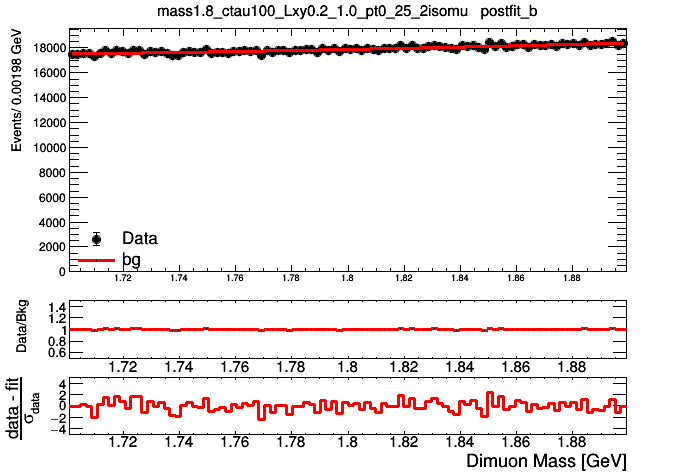 mass1.8_ctau100_Lxy0.2_1.0_pt0_25_2isomu postfit_b
Events/ 0.00198 GeV
18000
16000
14000
12000
10000
8000
6000
4000
2000
0
Data
bg
1.72 1.74 1.76 1.78 1.8 1.82 1.84 1.86 1.88
Data/Bkg
1.4
1.2
1
0.8
0.6
1.72 1.74 1.76 1.78 1.8 1.82 1.84 1.86 1.88
data - fit
σdata
4
2
0
−2
−4
1.72 1.74 1.76 1.78 1.8 1.82 1.84 1.86 1.88
Dimuon Mass [GeV]